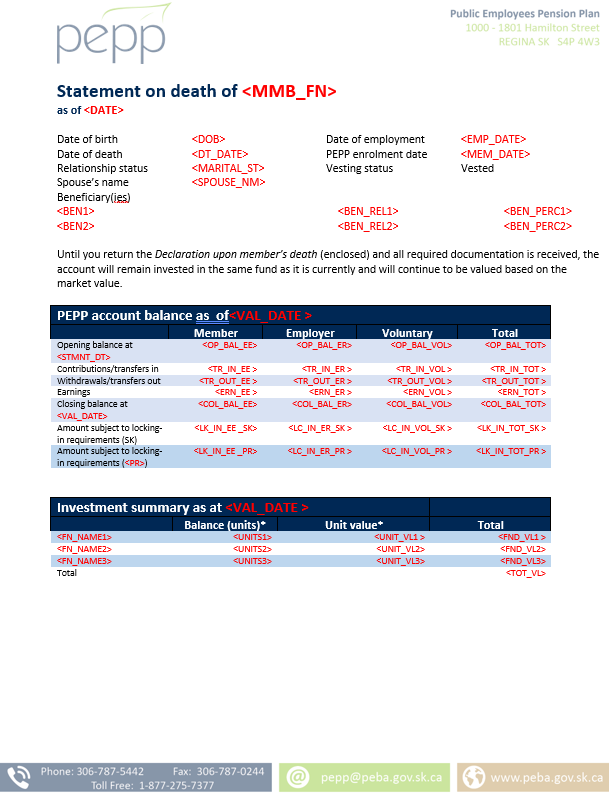 pepp
Public Employees Pension Plan
1000 - 1801 Hamilton Street
REGINA SK S4P 4W3
Statement on death of <MMB_FN>
as of <DATE>
Date of birth <DOB> Date of employment <EMP_DATE>
Date of death <DT_DATE> PEPP enrolment date <MEM_DATE>
Relationship status <MARITAL_ST> Vesting status Vested
Spouse's name <SPOUSE_NM>
Beneficiary(ies)
<BEN1> <BEN_REL1> <BEN_PERC1>
<BEN2> <BEN_REL2> <BEN_PERC2>
Until you return the Declaration upon member's death (enclosed) and all required documentation is received, the
account will remain invested in the same fund as it is currently and will continue to be valued based on the
market value.
PEPP account balance as of<VAL_DATE >
Member Employer Voluntary Total
Opening balance at <OP_BAL_EE> <OP_BAL_ER> <OP_BAL_VOL> <OP_BAL_TOT>
<STMNT_DT>
Contributions/transfers in <TR_IN_EE > <TR_IN_ER > <TR_IN_VOL > <TR_IN_TOT >
Withdrawals/transfers out <TR_OUT_EE > <TR_OUT_ER > <TR_OUT_VOL > <TR_OUT_TOT >
Earnings <ERN_EE > <ERN_ER > <ERN_VOL > <ERN_TOT >
Closing balance at <COL_BAL_EE> <COL_BAL_ER> <COL_BAL_VOL> <COL_BAL_TOT>
<VAL_DATE>
Amount subject to locking- <LK_IN_EE _SK> <LC_IN_ER_SK > <LC_IN_VOL_SK > <LK_IN_TOT_SK >
in requirements (SK)
Amount subject to locking- <LK_IN_EE_PR> <LC_IN_ER_PR > <LC_IN_VOL_PR > <LK_IN_TOT_PR >
in requirements (<PR>)
Investment summary as at <VAL_DATE >
Balance (units)* Unit value* Total
<FN_NAME1> <UNITS1> <UNIT_VL1 > <FND_VL1 >
<FN_NAME2> <UNITS2> <UNIT_VL2> <FND_VL2>
<FN_NAME3> <UNITS3> <UNIT_VL3> <FND_VL3>
Total <TOT_VL>
Phone: 306-787-5442 Fax: 306-787-0244
Toll Free: 1-877-275-7377
pepp@peba.gov.sk.ca
www.peba.gov.sk.ca